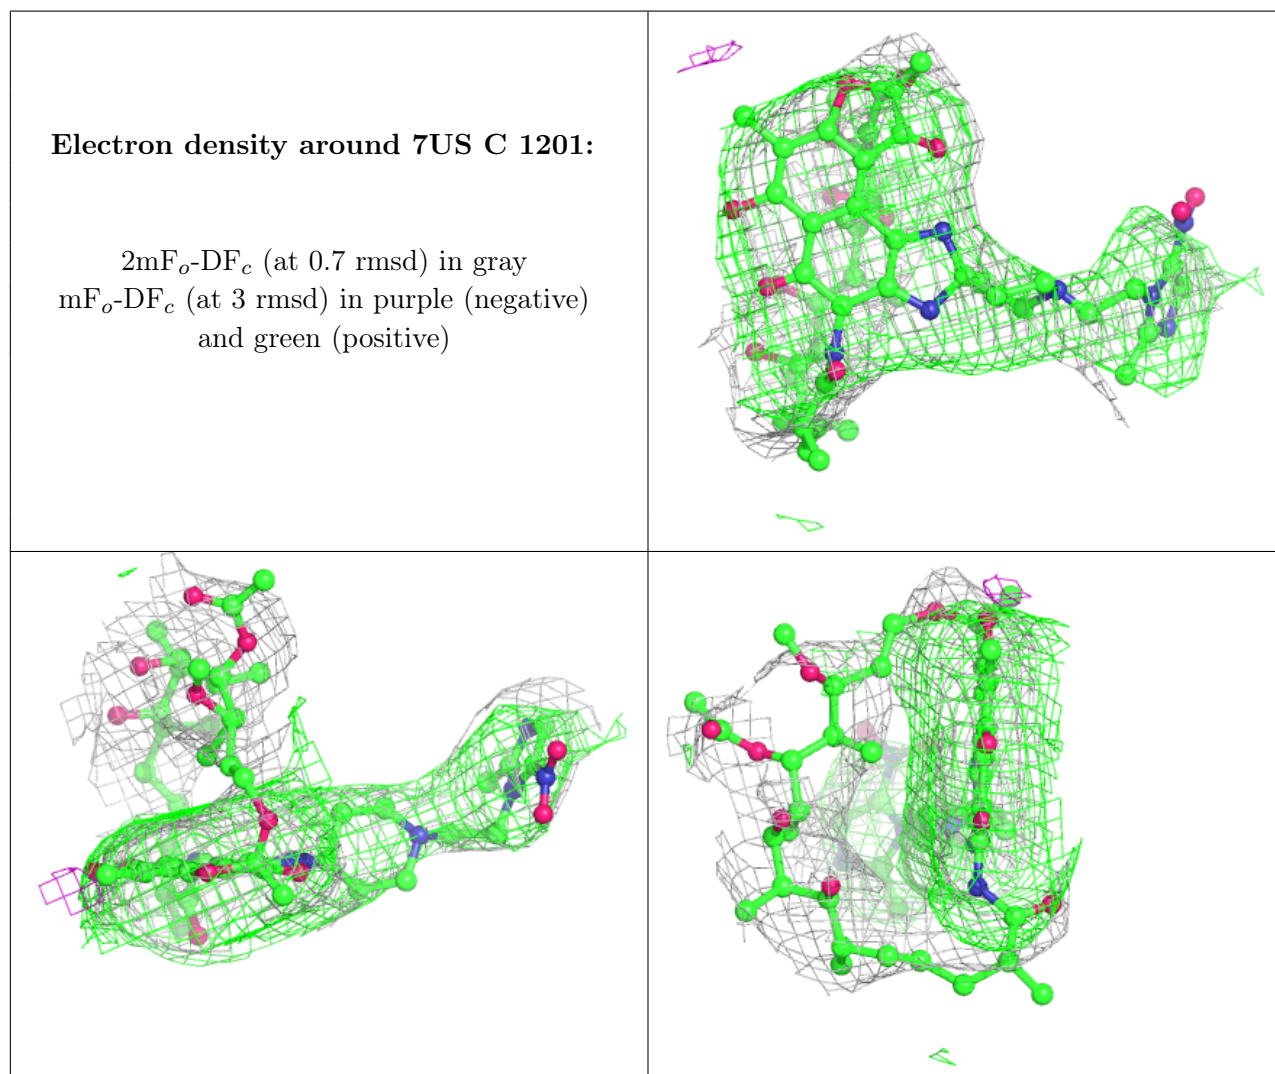 Electron density around 7US C 1201:
2mFo-DFc (at 0.7 rmsd) in gray
mFo-DFc (at 3 rmsd) in purple (negative)
and green (positive)